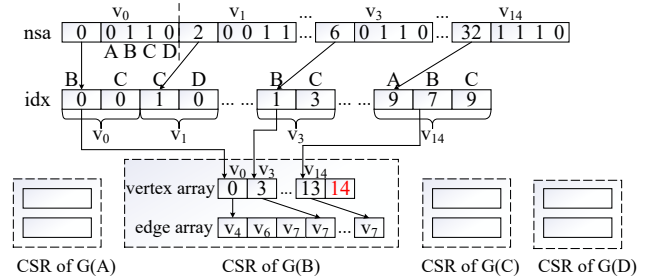 v0 v1 ... v3 ... v14
nsa 0 0 1 1 0 2 0 0 1 1 ... 6 0 1 1 0 ... 32 1 1 1 0
A B C D
B C C D B C A B C
idx 0 0 1 0 ... ... 1 3 ... ... 9 7 9
v0 v1 v3 v14
v0 v3 v14
vertex array 0 3 ... 13 14
edge array v4 v6 v7 v7 ... v7
CSR of G(A) CSR of G(B) CSR of G(C) CSR of G(D)